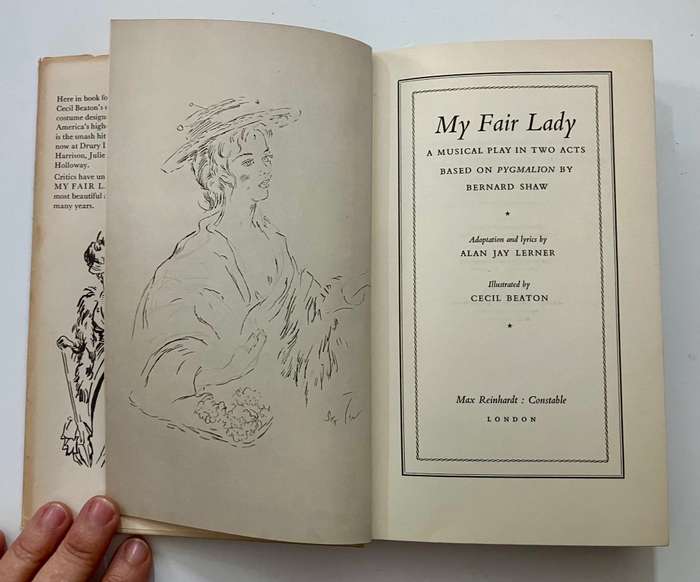 Here in book fo
Cecil Beaton's
costume design
America's high
is the smash hit
now at Drury L
Harrison, Julie
Holloway.
Critics have un
MY FAIR L
most beautiful
many years.
My Fair Lady
A MUSICAL PLAY IN TWO ACTS
BASED ON PYGMALION BY
BERNARD SHAW
Adaptation and lyrics by
ALAN JAY LERNER
Illustrated by
CECIL BEATON
Max Reinhardt : Constable
LONDON